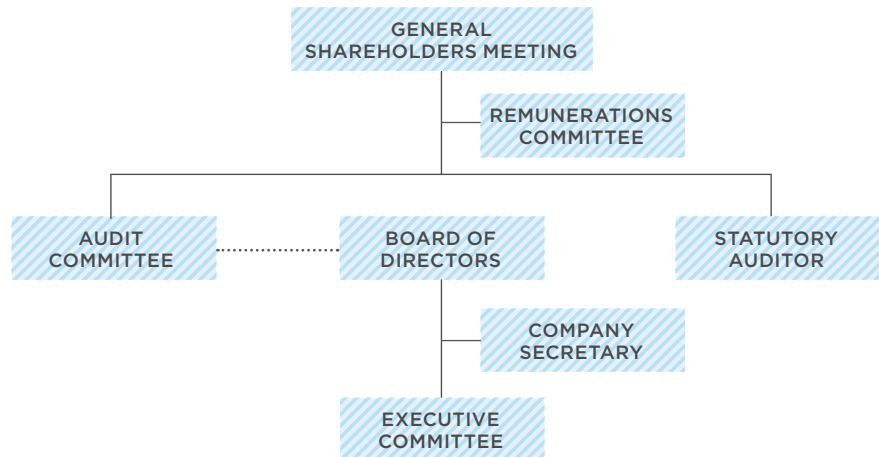 GENERAL
SHAREHOLDERS MEETING
REMUNERATIONS
COMMITTEE
AUDIT
COMMITTEE
BOARD OF
DIRECTORS
STATUTORY
AUDITOR
COMPANY
SECRETARY
EXECUTIVE
COMMITTEE